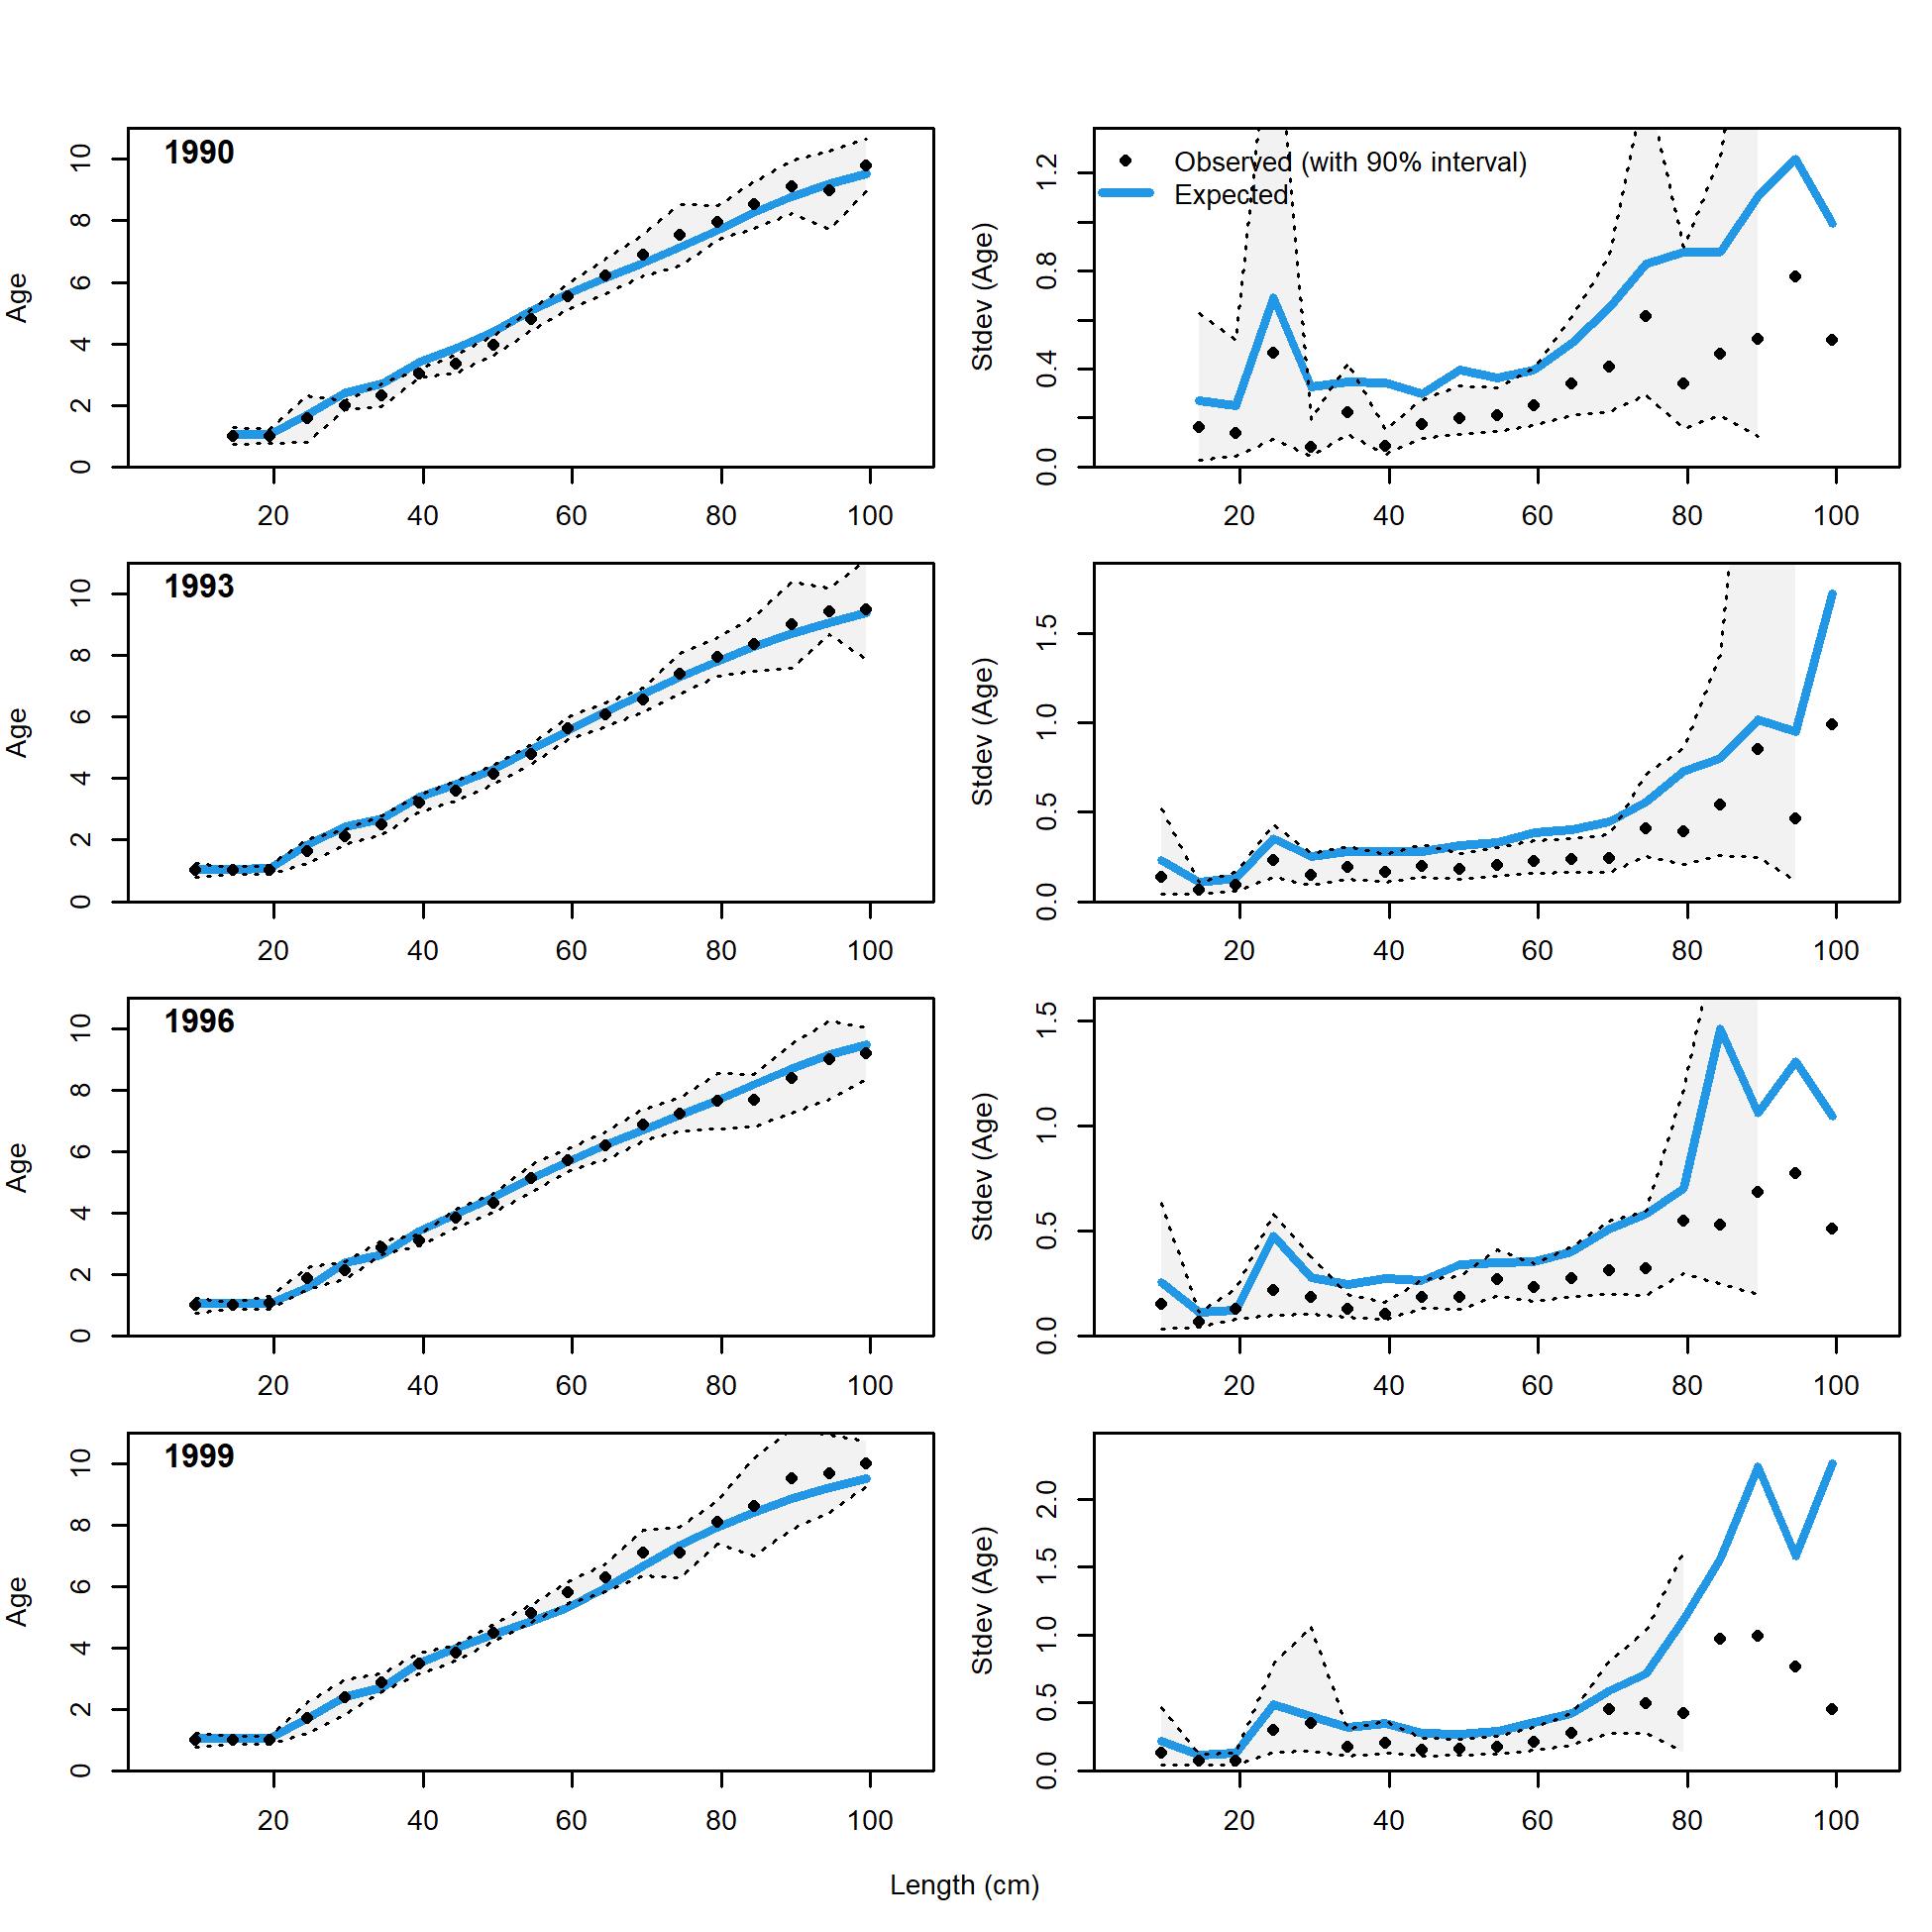 1990
Age
0 2 4 6 8 10
20 40 60 80 100
Observed (with 90% interval)
Expected
Stdev (Age)
0.0 0.4 0.8 1.2
20 40 60 80 100
1993
Age
0 2 4 6 8 10
20 40 60 80 100
Stdev (Age)
0.0 0.5 1.0 1.5
20 40 60 80 100
1996
Age
0 2 4 6 8 10
20 40 60 80 100
Stdev (Age)
0.0 0.5 1.0 1.5
20 40 60 80 100
1999
Age
0 2 4 6 8 10
20 40 60 80 100
Stdev (Age)
0.0 0.5 1.0 1.5 2.0
20 40 60 80 100
Length (cm)